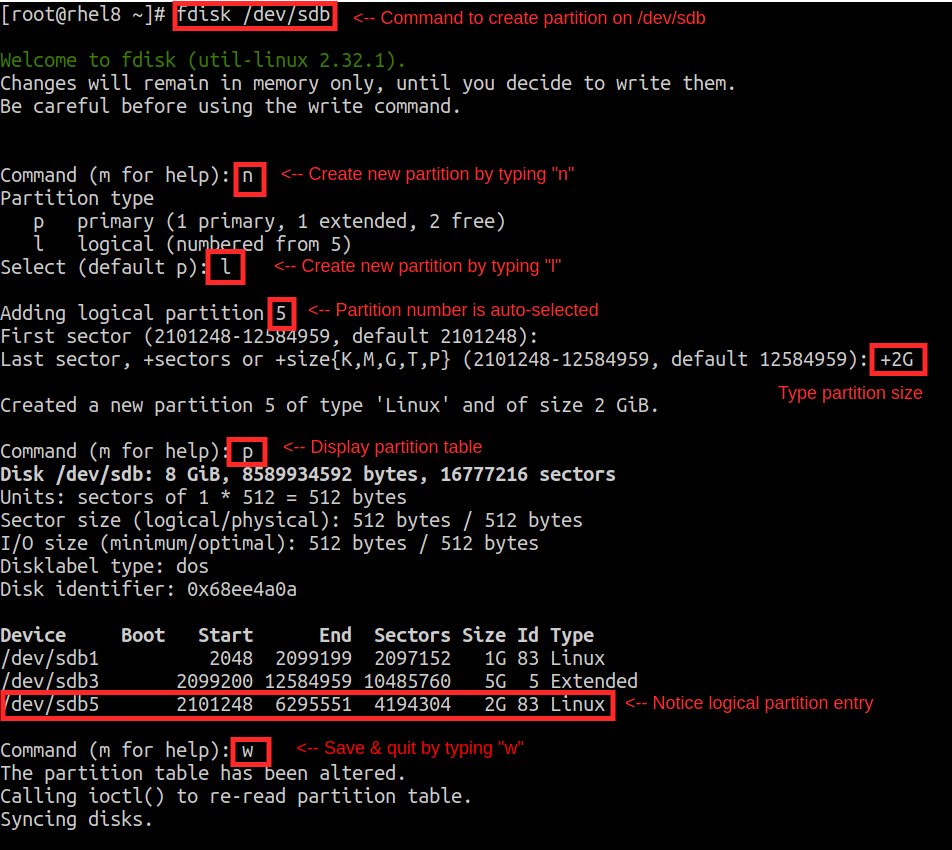 [root@rhel8 ~]# fdisk /dev/sdb <-- Command to create partition on /dev/sdb
Welcome to fdisk (util-linux 2.32.1).
Changes will remain in memory only, until you decide to write them.
Be careful before using the write command.
Command (m for help): n <-- Create new partition by typing "n"
Partition type
   p   primary (1 primary, 1 extended, 2 free)
   l   logical (numbered from 5)
Select (default p): l <-- Create new partition by typing "l"
Adding logical partition 5 <-- Partition number is auto-selected
First sector (2101248-12584959, default 2101248):
Last sector, +sectors or +size{K,M,G,T,P} (2101248-12584959, default 12584959): +2G
Type partition size
Created a new partition 5 of type 'Linux' and of size 2 GiB.
Command (m for help): p <-- Display partition table
Disk /dev/sdb: 8 GiB, 8589934592 bytes, 16777216 sectors
Units: sectors of 1 * 512 = 512 bytes
Sector size (logical/physical): 512 bytes / 512 bytes
I/O size (minimum/optimal): 512 bytes / 512 bytes
Disklabel type: dos
Disk identifier: 0x68ee4a0a
Device     Boot   Start      End  Sectors Size Id Type
/dev/sdb1          2048  2099199  2097152   1G 83 Linux
/dev/sdb3       2099200 12584959 10485760   5G  5 Extended
/dev/sdb5       2101248  6295551  4194304   2G 83 Linux <-- Notice logical partition entry
Command (m for help): w <-- Save & quit by typing "w"
The partition table has been altered.
Calling ioctl() to re-read partition table.
Syncing disks.